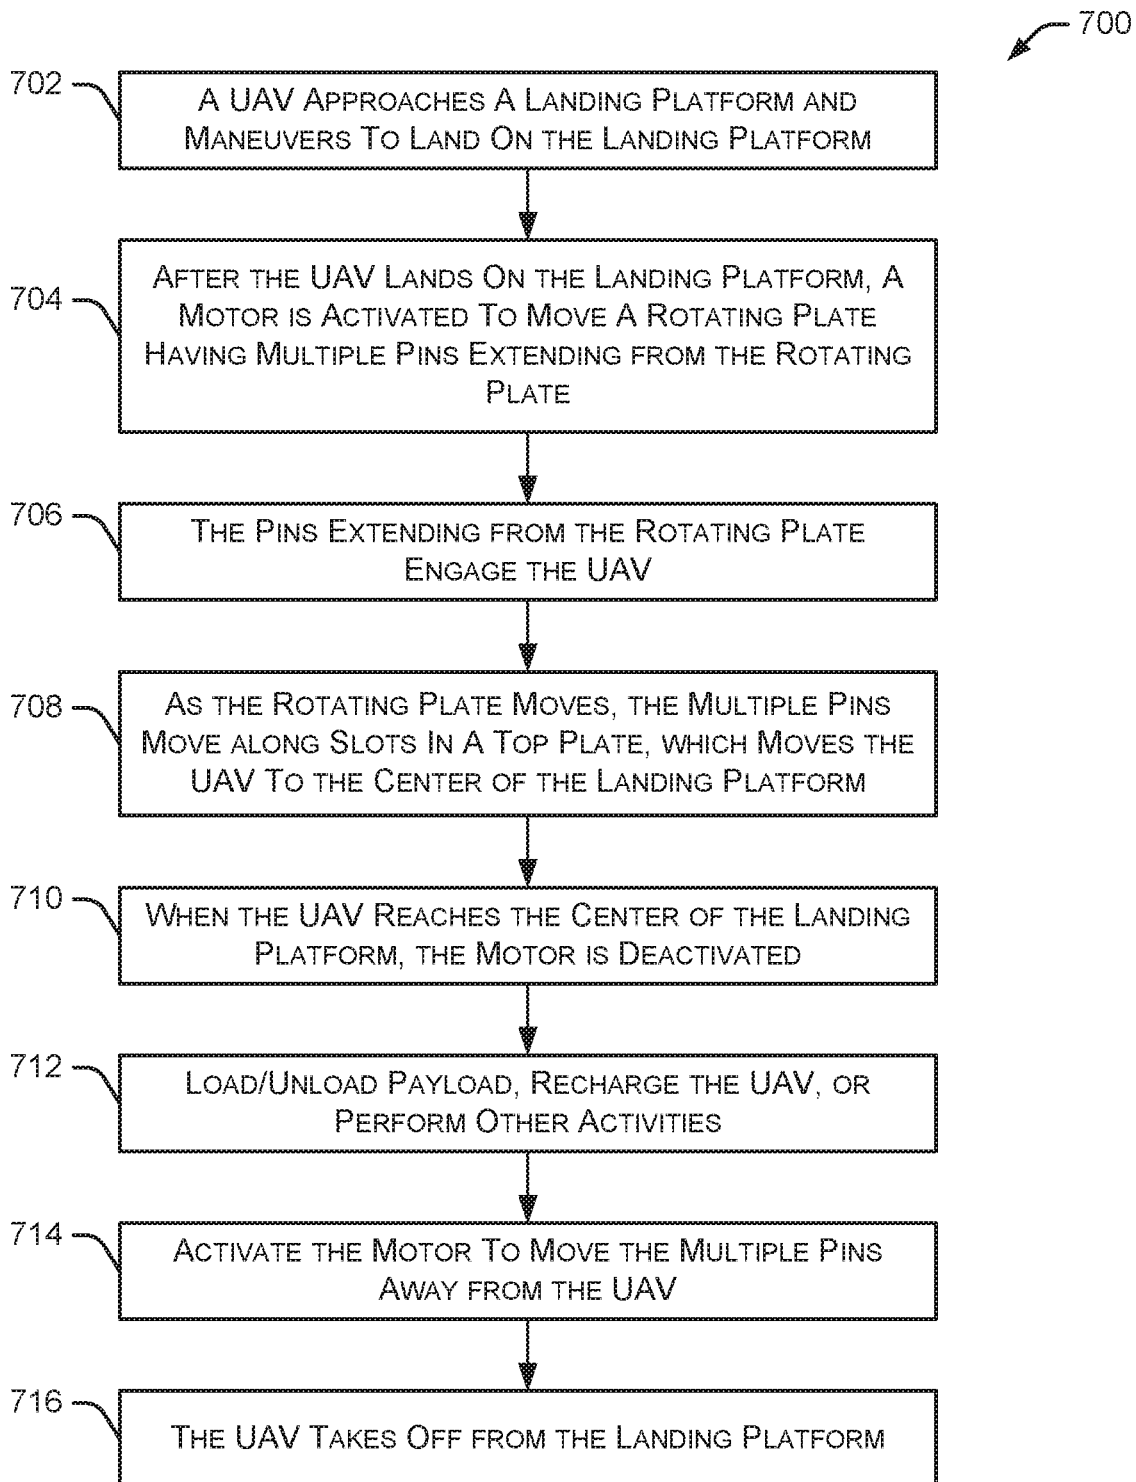 700
702
A UAV APPROACHES A LANDING PLATFORM AND
MANEUVERS TO LAND ON THE LANDING PLATFORM
704
AFTER THE UAV LANDS ON THE LANDING PLATFORM, A
MOTOR IS ACTIVATED TO MOVE A ROTATING PLATE
HAVING MULTIPLE PINS EXTENDING FROM THE ROTATING
PLATE
706
THE PINS EXTENDING FROM THE ROTATING PLATE
ENGAGE THE UAV
708
AS THE ROTATING PLATE MOVES, THE MULTIPLE PINS
MOVE ALONG SLOTS IN A TOP PLATE, WHICH MOVES THE
UAV TO THE CENTER OF THE LANDING PLATFORM
710
WHEN THE UAV REACHES THE CENTER OF THE LANDING
PLATFORM, THE MOTOR IS DEACTIVATED
712
LOAD/UNLOAD PAYLOAD, RECHARGE THE UAV, OR
PERFORM OTHER ACTIVITIES
714
ACTIVATE THE MOTOR TO MOVE THE MULTIPLE PINS
AWAY FROM THE UAV
716
THE UAV TAKES OFF FROM THE LANDING PLATFORM